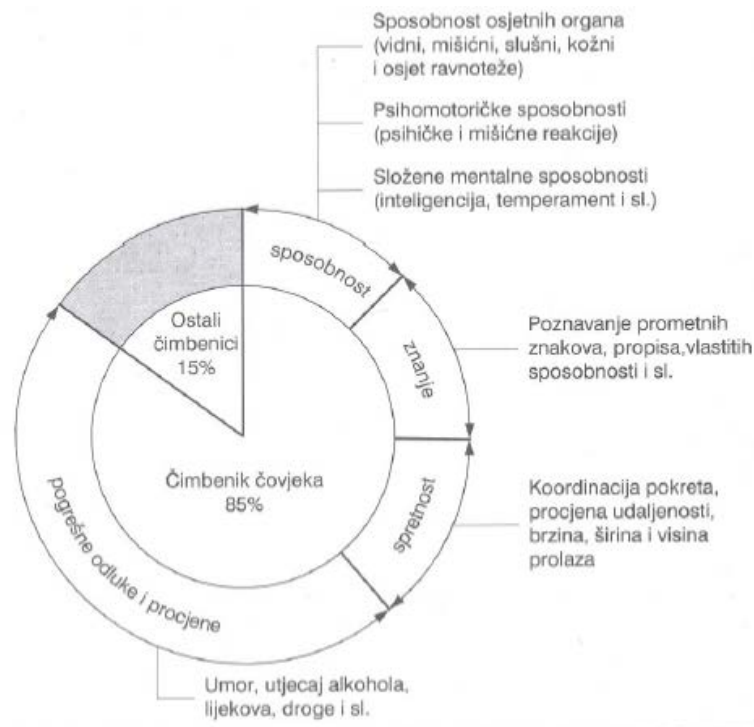 Sposobnost osjetnih organa
(vidni, mišićni, slušni, kožni
i osjet ravnoteže)
Psihomotoričke sposobnosti
(psihičke i mišićne reakcije)
Složene mentalne sposobnosti
(inteligencija, temperament i sl.)
sposobnost
Ostali
čimbenici
15%
znanje
Poznavanje prometnih
znakova, propisa,vlastitih
sposobnosti i sl.
Čimbenik čovjeka
85%
spretnost
Koordinacija pokreta,
procjena udaljenosti,
brzina, širina i visina
prolaza
pogrešne odluke i procjene
Umor, utjecaj alkohola,
lijekova, droge i sl.